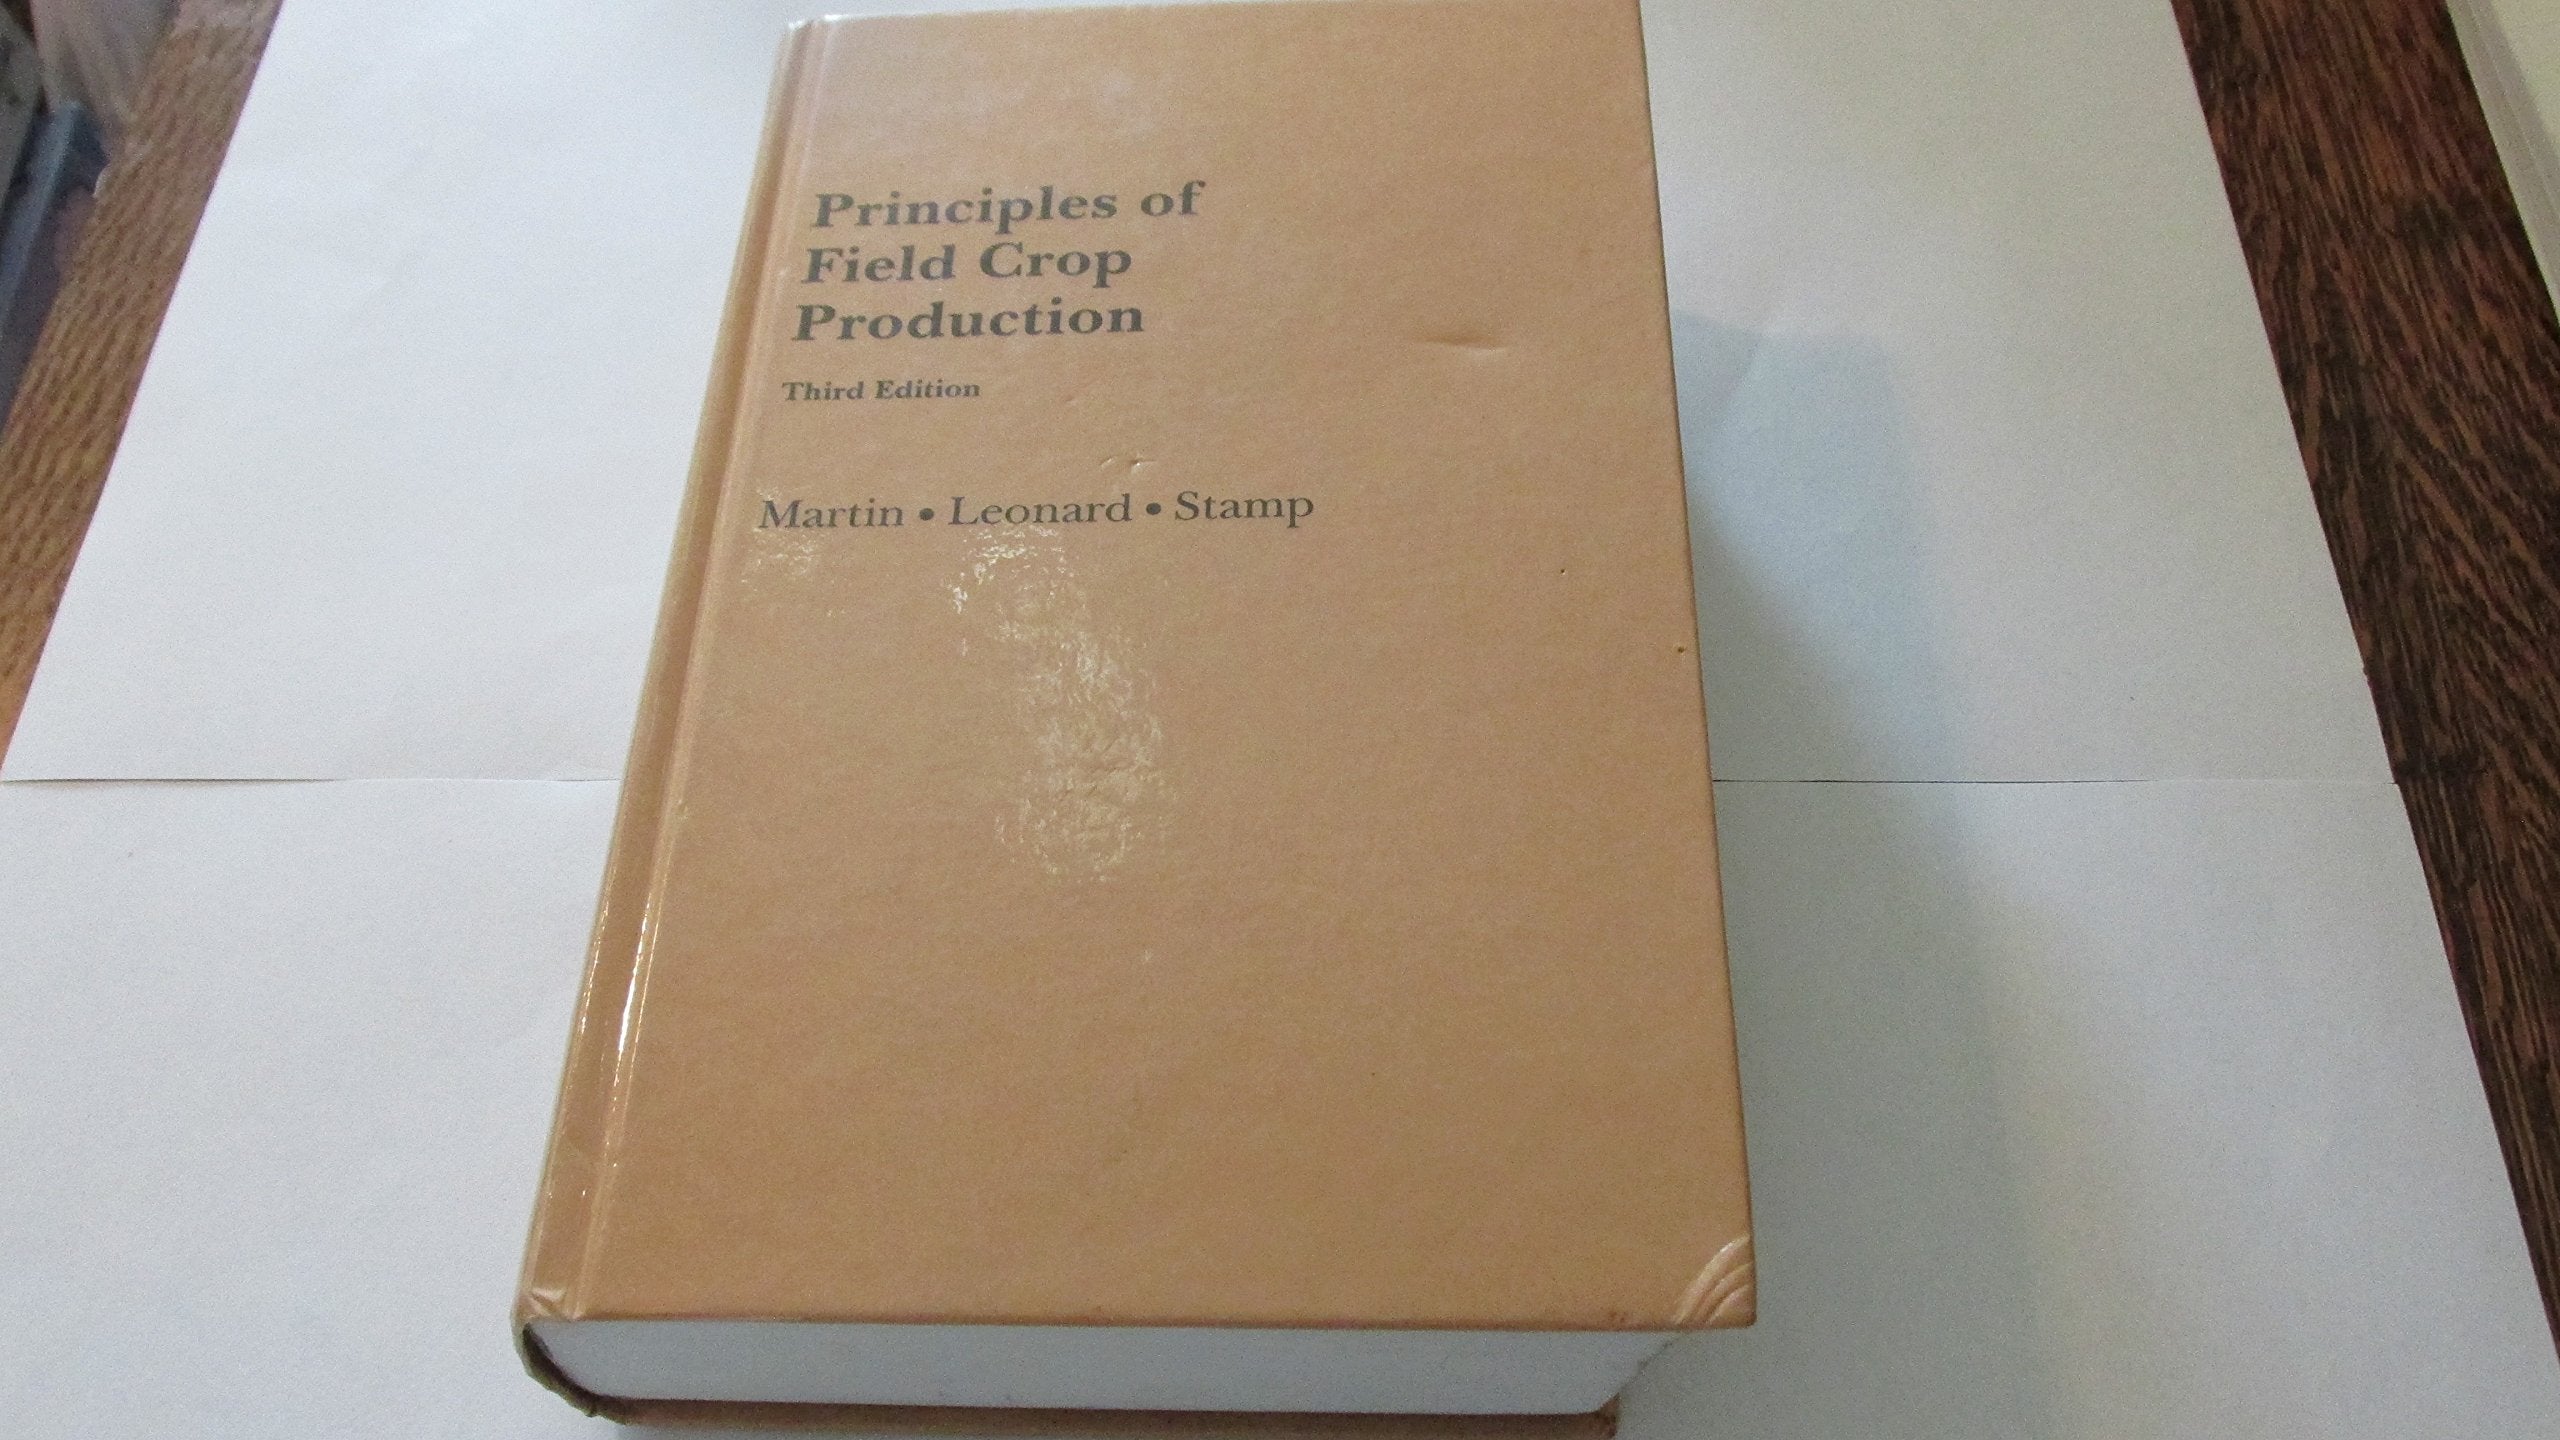 Principles of
Field Crop
Production
Third Edition
Martin • Leonard • Stamp